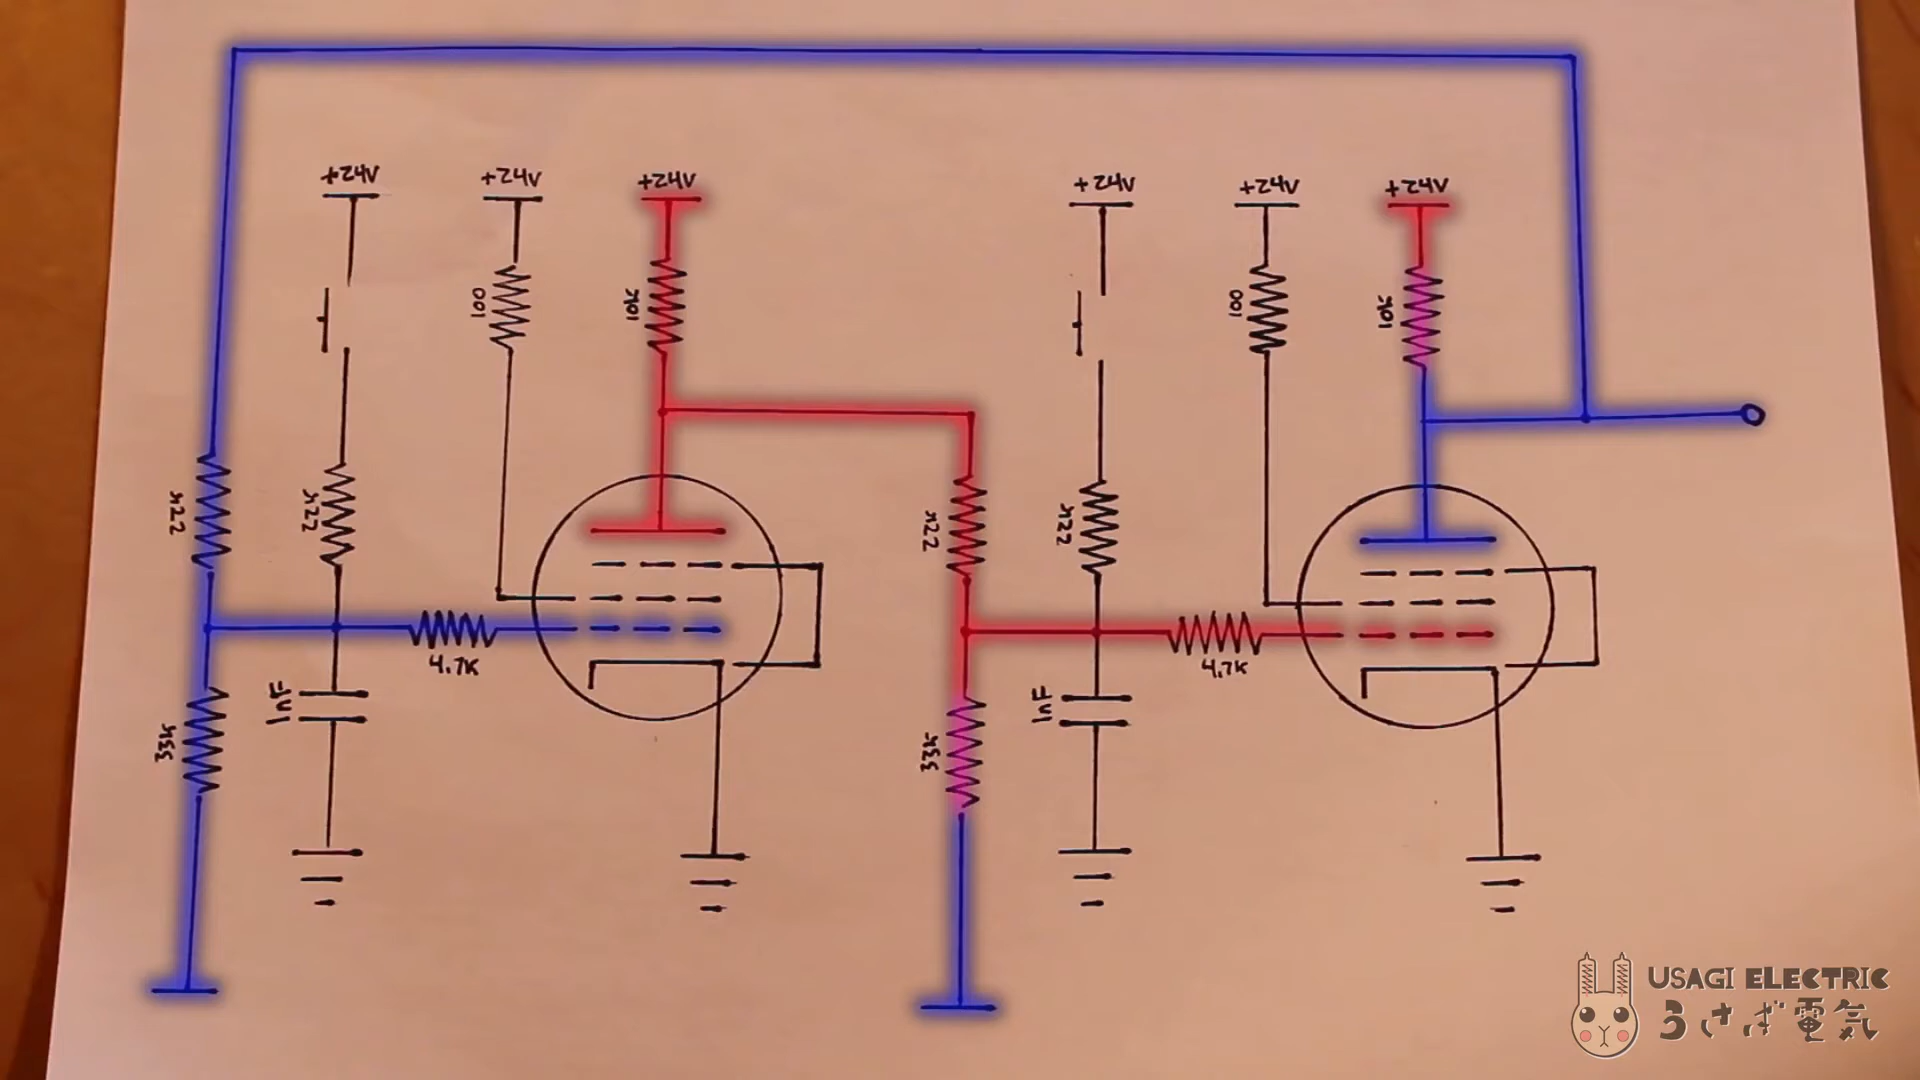 +24V
+24V
+24V
+24V
+24V
+24V
100
10K
100
10K
22K
22K
22K
22K
4.7K
4.7K
33K
1nF
33K
1nF
USAGI ELECTRIC
うさぎ電気